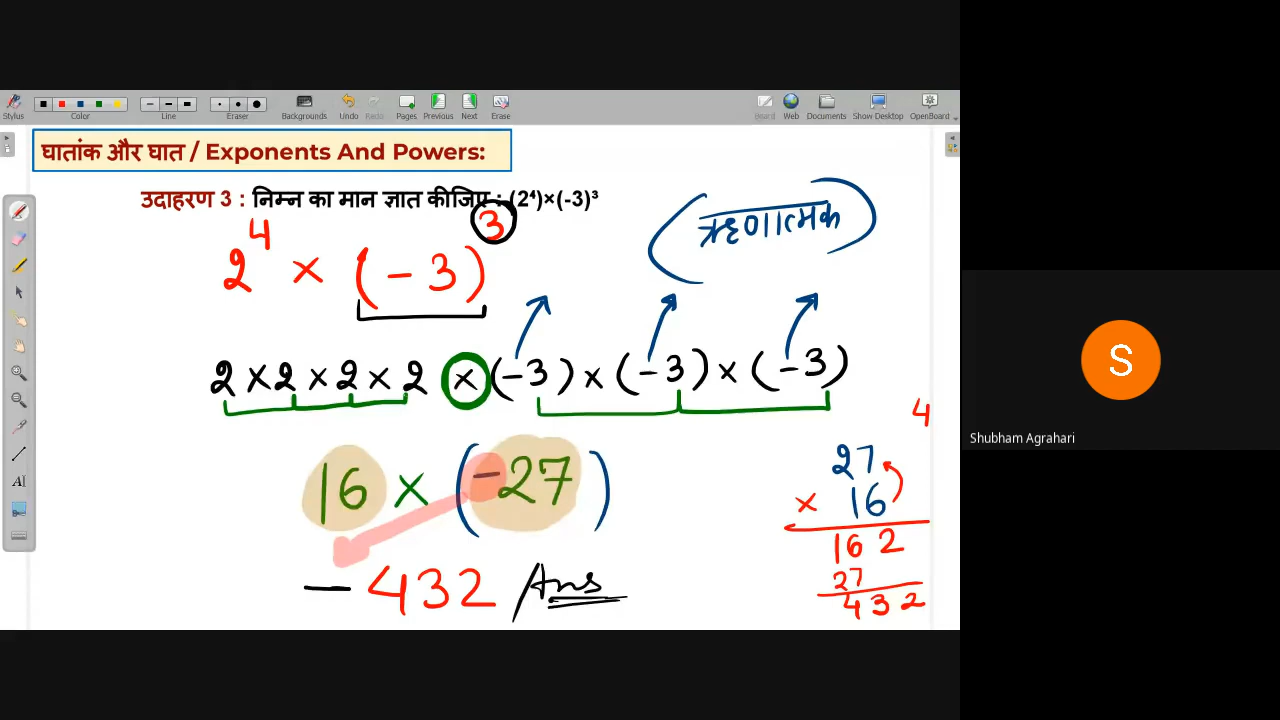 Stylus
Color
Line
Eraser
Backgrounds
Undo
Redo
Pages
Previous
Next
Erase
Board
Web
Documents
Show Desktop
OpenBoard
घातांक और घात / Exponents And Powers:
उदाहरण 3 : निम्न का मान ज्ञात कीजिए : (2⁴)×(-3)³
2⁴ × (-3)³
ऋणात्मक
2 × 2 × 2 × 2 × (-3) × (-3) × (-3)
4
16 × (-27)
27
× 16
162
27
432
-432 Ans
S
Shubham Agrahari